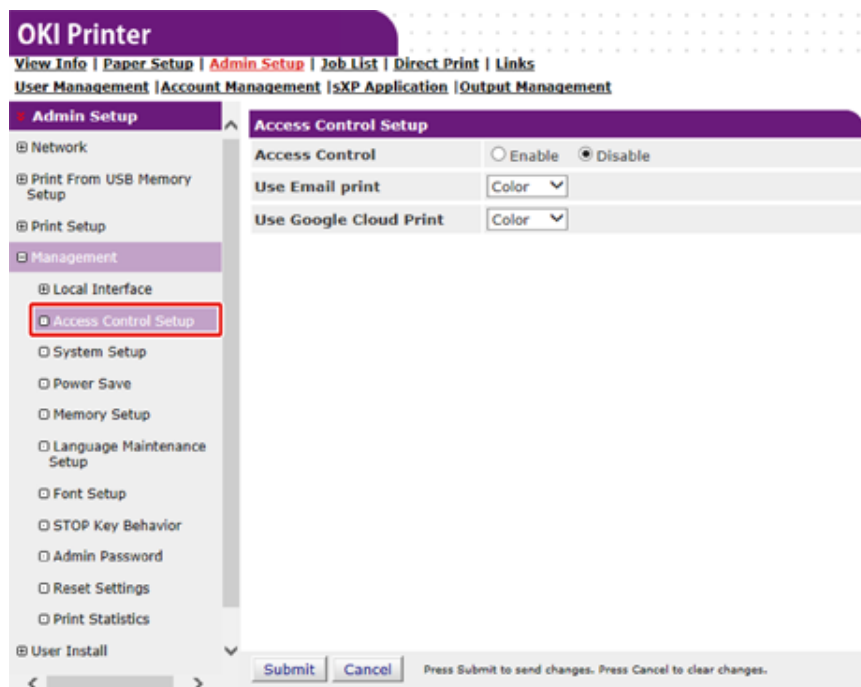 OKI Printer
View Info | Paper Setup | Admin Setup | Job List | Direct Print | Links
User Management |Account Management |sXP Application |Output Management
Admin Setup
Network
Print From USB Memory
Setup
Print Setup
Management
Local Interface
Access Control Setup
System Setup
Power Save
Memory Setup
Language Maintenance
Setup
Font Setup
STOP Key Behavior
Admin Password
Reset Settings
Print Statistics
User Install
Access Control Setup
Access Control Enable Disable
Use Email print Color
Use Google Cloud Print Color
Submit Cancel Press Submit to send changes. Press Cancel to clear changes.